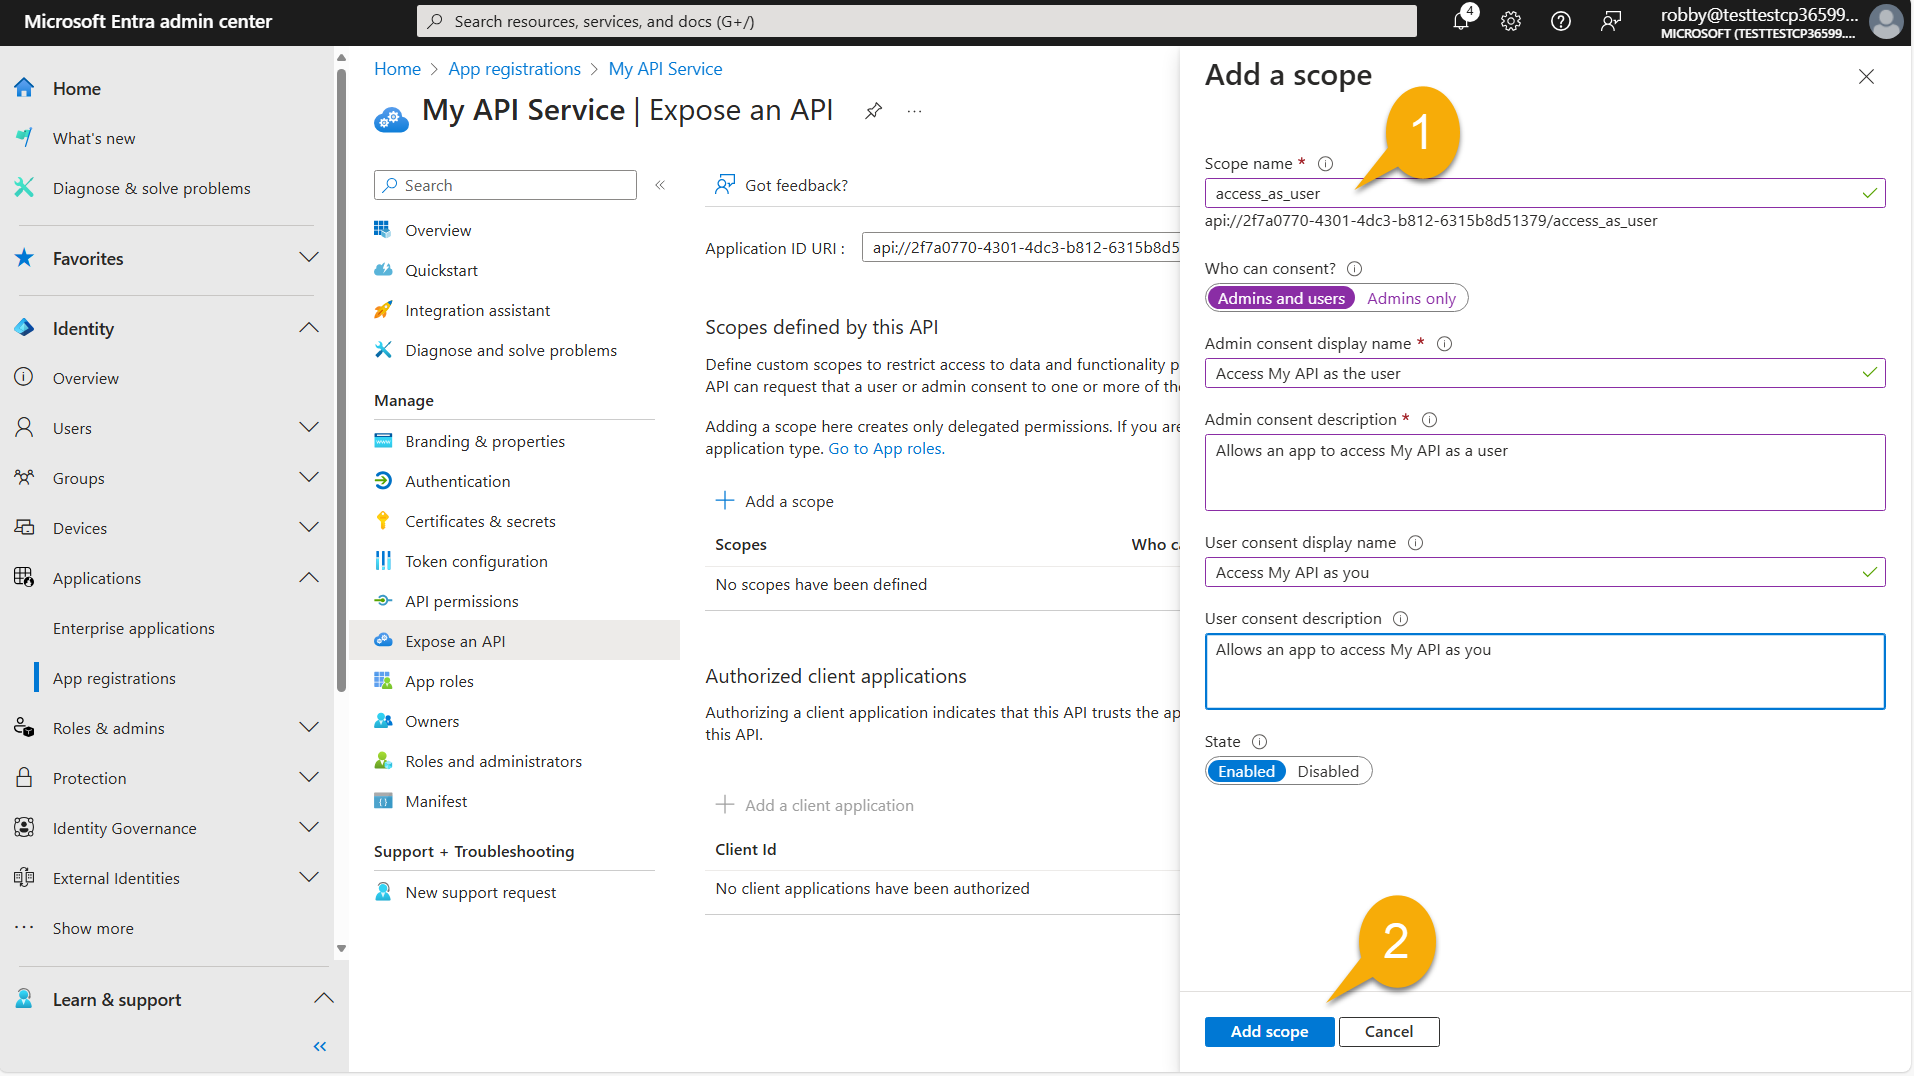 Microsoft Entra admin center
Search resources, services, and docs (G+/)
4
robby@testtestcp36599...
MICROSOFT (TESTTESTCP36599....
Home
What's new
Diagnose & solve problems
Favorites
Identity
Overview
Users
Groups
Devices
Applications
Enterprise applications
App registrations
Roles & admins
Protection
Identity Governance
External Identities
Show more
Learn & support
Home > App registrations > My API Service
My API Service | Expose an API
Search
Overview
Quickstart
Integration assistant
Diagnose and solve problems
Manage
Branding & properties
Authentication
Certificates & secrets
Token configuration
API permissions
Expose an API
App roles
Owners
Roles and administrators
Manifest
Support + Troubleshooting
New support request
Got feedback?
Application ID URI : api://2f7a0770-4301-4dc3-b812-6315b8d5
Scopes defined by this API
Define custom scopes to restrict access to data and functionality p
API can request that a user or admin consent to one or more of the
Adding a scope here creates only delegated permissions. If you are
application type. Go to App roles.
Add a scope
Scopes Who ca
No scopes have been defined
Authorized client applications
Authorizing a client application indicates that this API trusts the ap
this API.
Add a client application
Client Id
No client applications have been authorized
Add a scope
1
Scope name *
access_as_user
api://2f7a0770-4301-4dc3-b812-6315b8d51379/access_as_user
Who can consent?
Admins and users Admins only
Admin consent display name *
Access My API as the user
Admin consent description *
Allows an app to access My API as a user
User consent display name
Access My API as you
User consent description
Allows an app to access My API as you
State
Enabled Disabled
2
Add scope Cancel